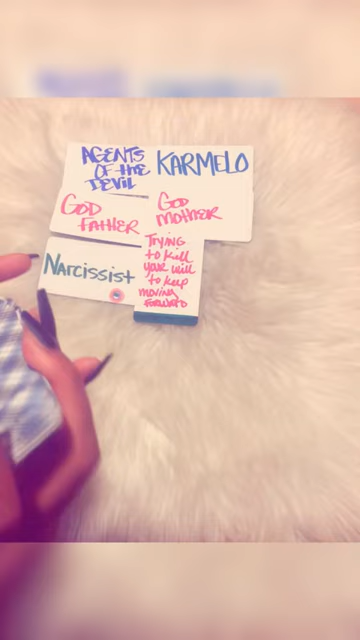 AGENTS
OF the
DEVIL
KARMELO
GOD
FATHER
GOD
MOTHER
Narcissist
TRYING
to kill
your will
to keep
moving
FORWARD